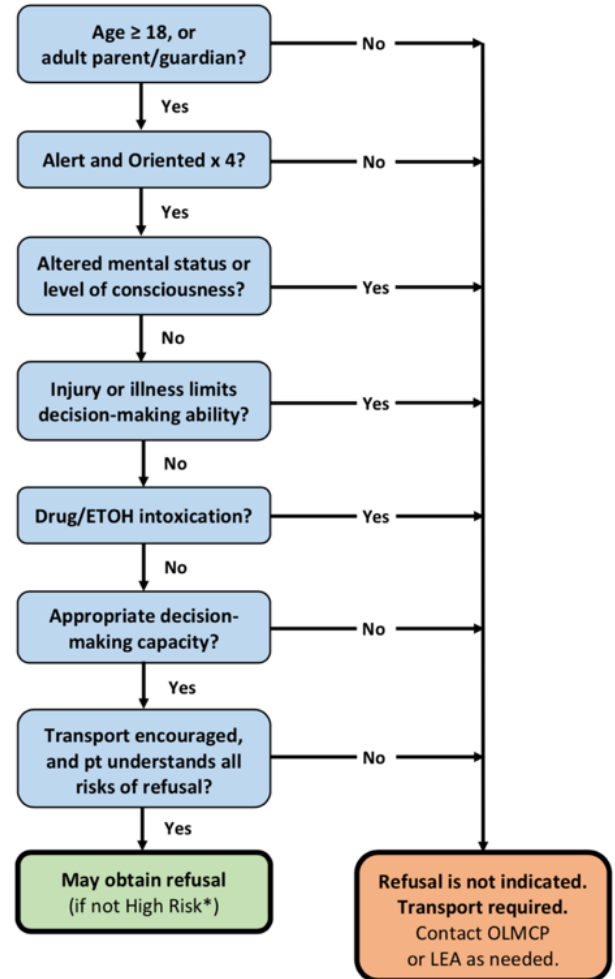 Age ≥ 18, or
adult parent/guardian?
No
Yes
Alert and Oriented x 4?
No
Yes
Altered mental status or
level of consciousness?
Yes
No
Injury or illness limits
decision-making ability?
Yes
No
Drug/ETOH intoxication?
Yes
No
Appropriate decision-
making capacity?
No
Yes
Transport encouraged,
and pt understands all
risks of refusal?
No
Yes
May obtain refusal
(if not High Risk*)
Refusal is not indicated.
Transport required.
Contact OLMCP
or LEA as needed.